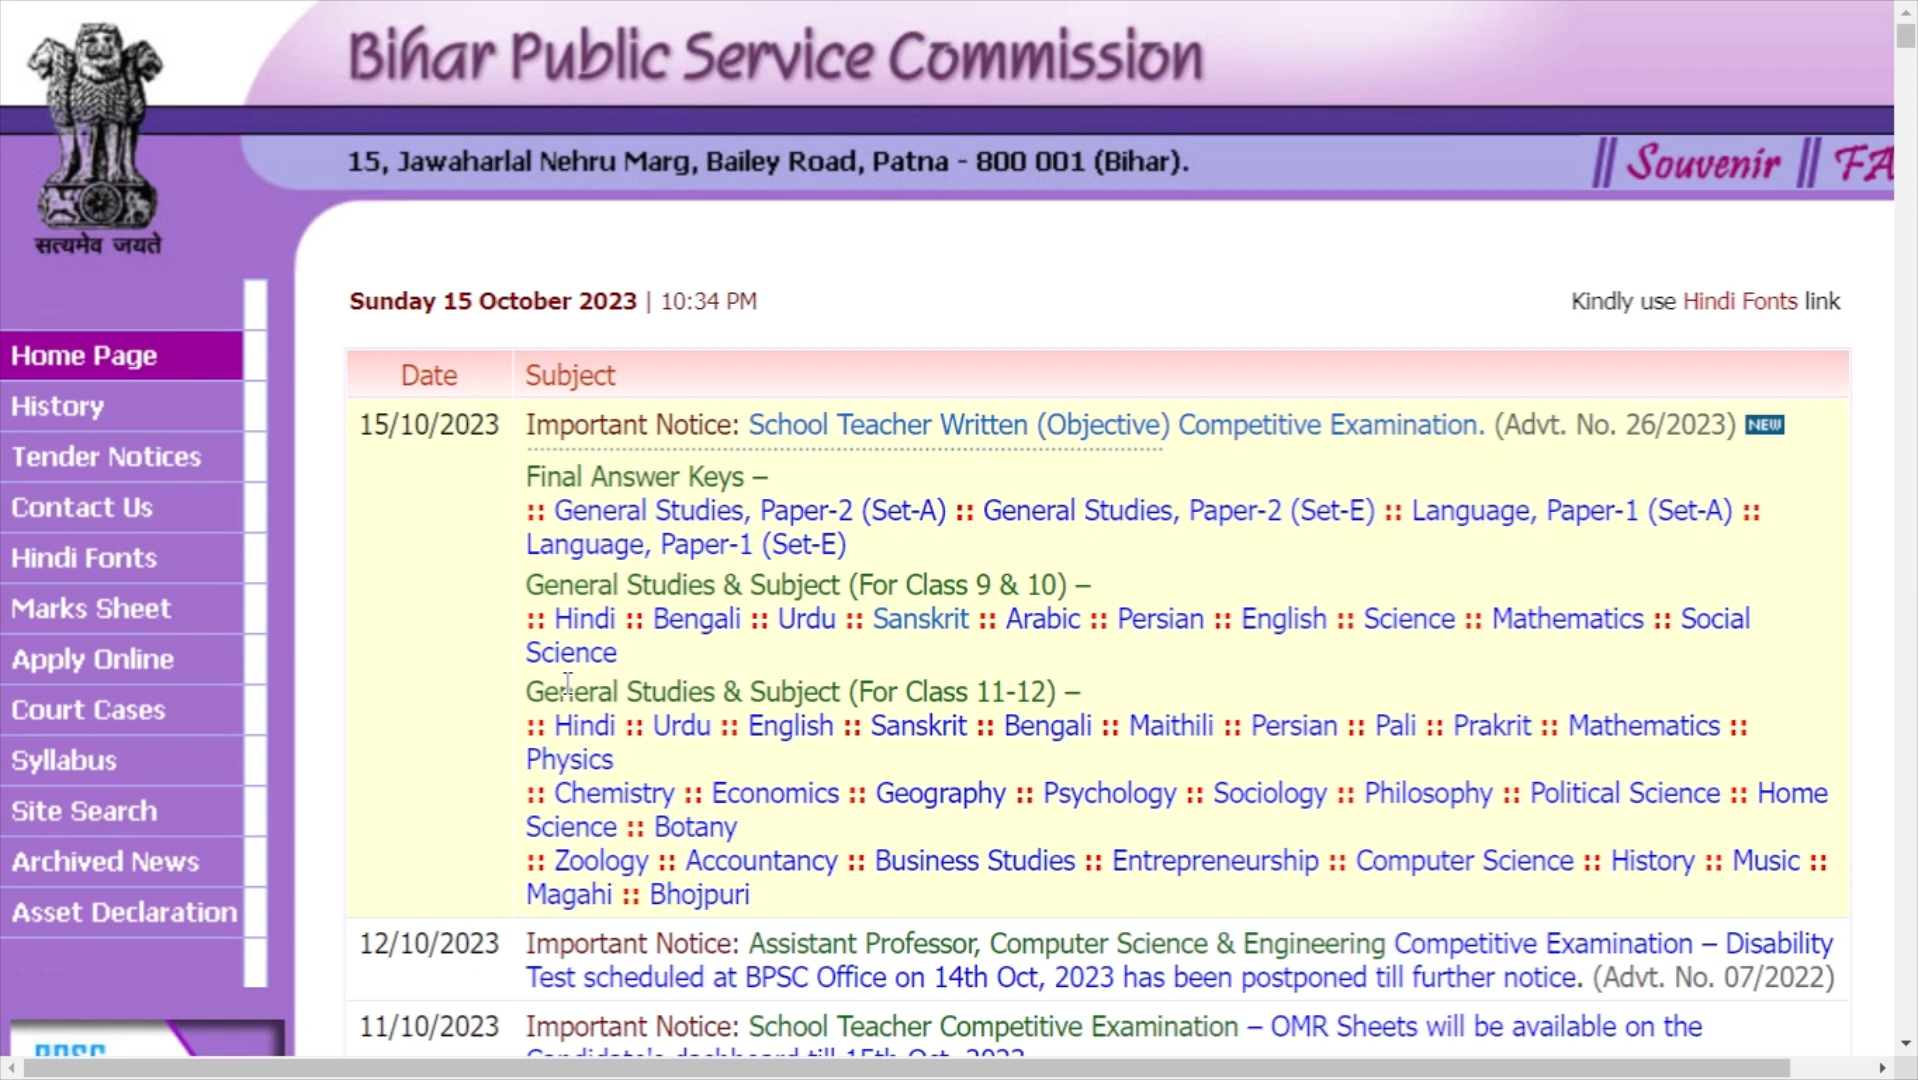 Bihar Public Service Commission
15, Jawaharlal Nehru Marg, Bailey Road, Patna - 800 001 (Bihar).
|| Souvenir || FA
सत्यमेव जयते
Sunday 15 October 2023 | 10:34 PM
Kindly use Hindi Fonts link
Home Page
History
Tender Notices
Contact Us
Hindi Fonts
Marks Sheet
Apply Online
Court Cases
Syllabus
Site Search
Archived News
Asset Declaration
BPSC
Date Subject
15/10/2023 Important Notice: School Teacher Written (Objective) Competitive Examination. (Advt. No. 26/2023) NEW
Final Answer Keys –
:: General Studies, Paper-2 (Set-A) :: General Studies, Paper-2 (Set-E) :: Language, Paper-1 (Set-A) ::
Language, Paper-1 (Set-E)
General Studies & Subject (For Class 9 & 10) –
:: Hindi :: Bengali :: Urdu :: Sanskrit :: Arabic :: Persian :: English :: Science :: Mathematics :: Social
Science
General Studies & Subject (For Class 11-12) –
:: Hindi :: Urdu :: English :: Sanskrit :: Bengali :: Maithili :: Persian :: Pali :: Prakrit :: Mathematics ::
Physics
:: Chemistry :: Economics :: Geography :: Psychology :: Sociology :: Philosophy :: Political Science :: Home
Science :: Botany
:: Zoology :: Accountancy :: Business Studies :: Entrepreneurship :: Computer Science :: History :: Music ::
Magahi :: Bhojpuri
12/10/2023 Important Notice: Assistant Professor, Computer Science & Engineering Competitive Examination – Disability
Test scheduled at BPSC Office on 14th Oct, 2023 has been postponed till further notice. (Advt. No. 07/2022)
11/10/2023 Important Notice: School Teacher Competitive Examination – OMR Sheets will be available on the
Candidate's dashboard till 15th Oct, 2023